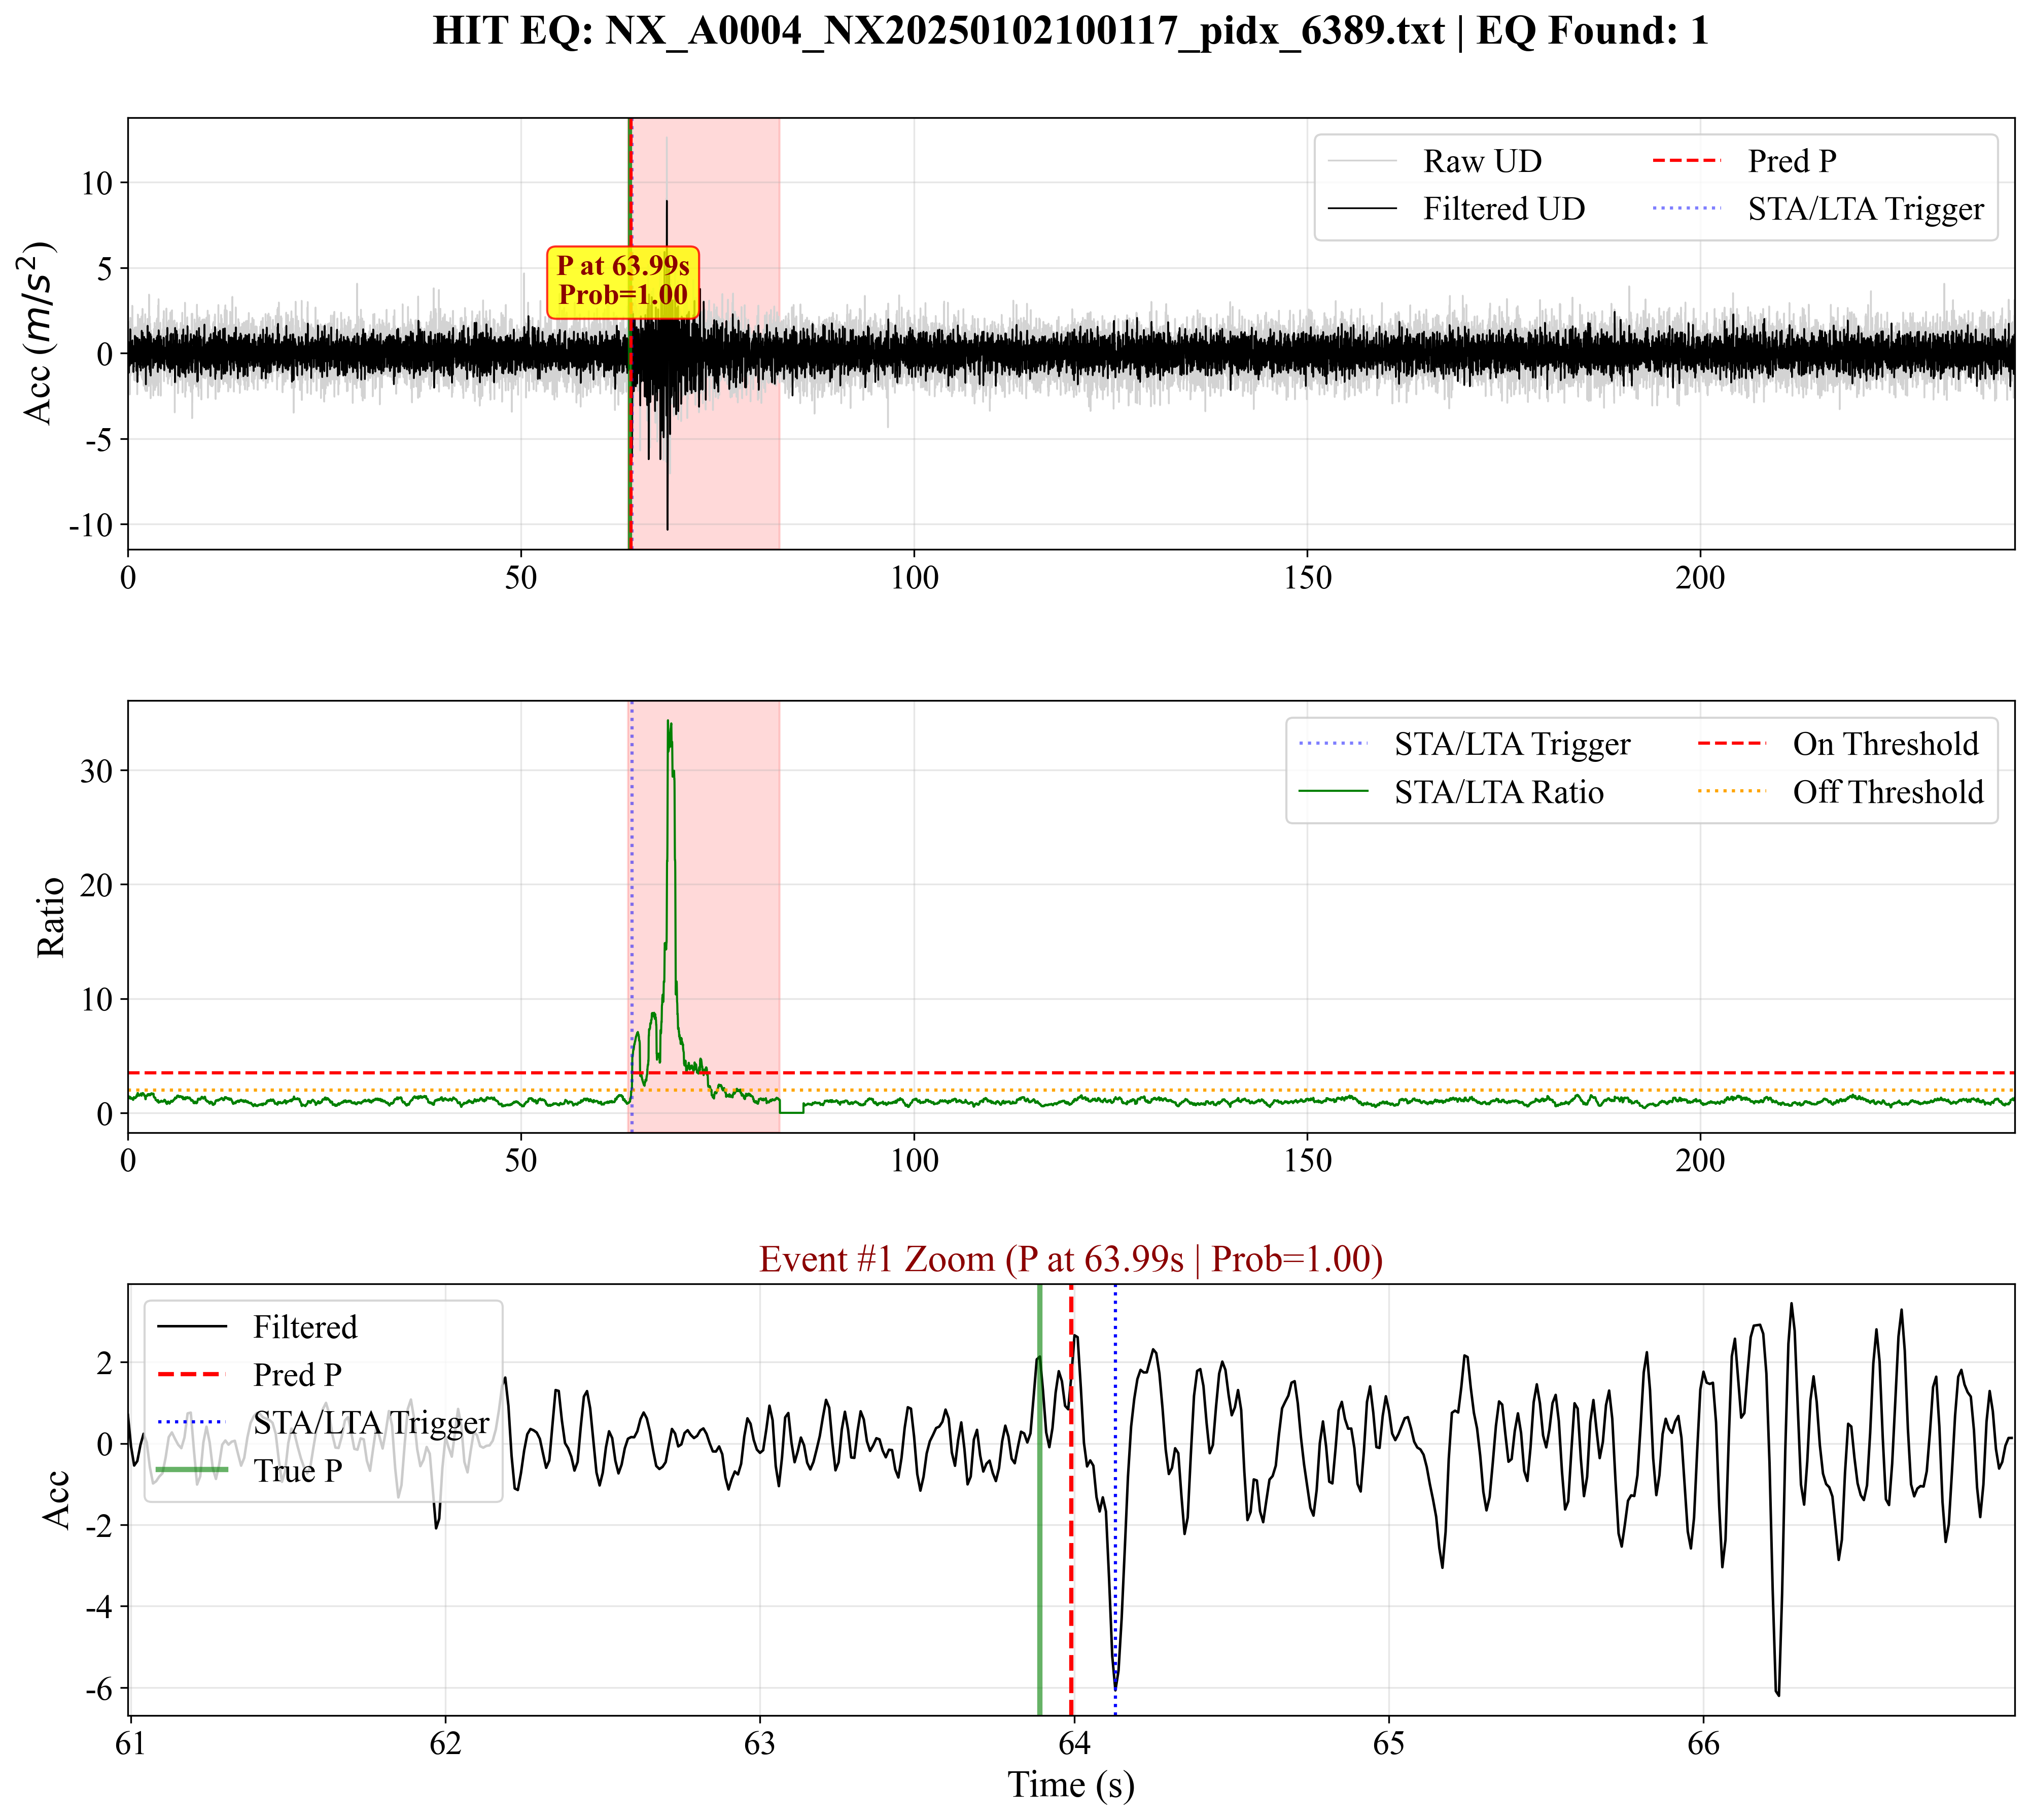 HIT EQ: NX_A0004_NX20250102100117_pidx_6389.txt | EQ Found: 1
Raw UD
Filtered UD
Pred P
STA/LTA Trigger
P at 63.99s
Prob=1.00
Acc (m/s²)
10
5
0
-5
-10
0 50 100 150 200
STA/LTA Trigger
STA/LTA Ratio
On Threshold
Off Threshold
Ratio
30
20
10
0
0 50 100 150 200
Event #1 Zoom (P at 63.99s | Prob=1.00)
Filtered
Pred P
STA/LTA Trigger
True P
Acc
2
0
-2
-4
-6
61 62 63 64 65 66
Time (s)